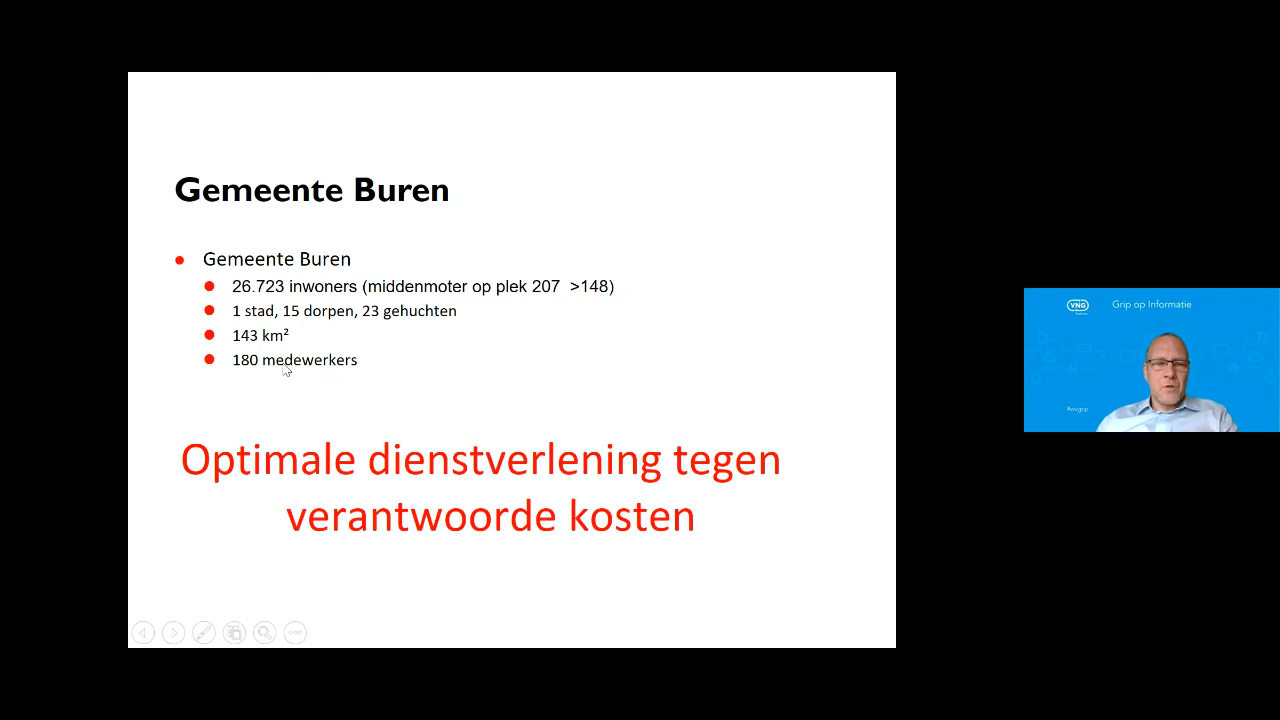 Gemeente Buren
Gemeente Buren
26.723 inwoners (middenmoter op plek 207 >148)
1 stad, 15 dorpen, 23 gehuchten
143 km²
180 medewerkers
Optimale dienstverlening tegen
verantwoorde kosten
VNG
Grip op Informatie